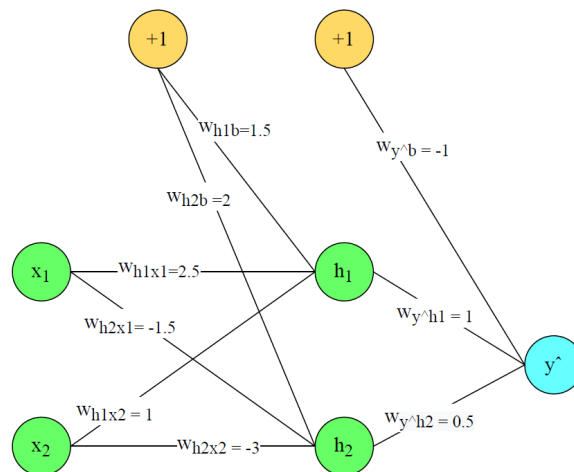 +1
+1
Wh1b=1.5
Wy^b = -1
Wh2b =2
x1
Wh1x1=2.5
h1
Wy^h1 = 1
Wh2x1= -1.5
y^
Wh1x2 = 1
Wy^h2 = 0.5
x2
Wh2x2 = -3
h2